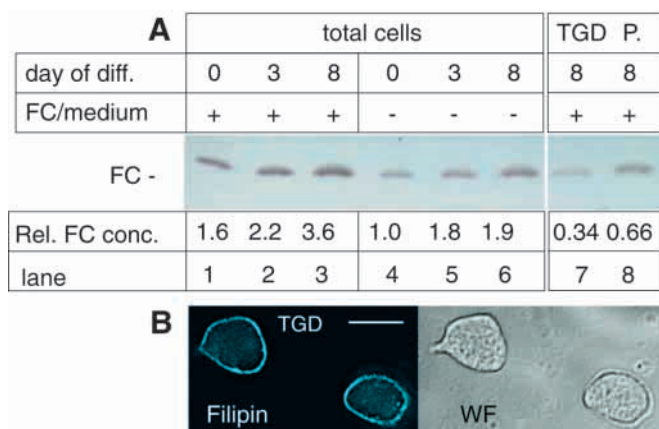 A total cells TGD P.
day of diff. 0 3 8 0 3 8 8 8
FC/medium + + + - - - + +
FC -
Rel. FC conc. 1.6 2.2 3.6 1.0 1.8 1.9 0.34 0.66
lane 1 2 3 4 5 6 7 8
B TGD
Filipin WF